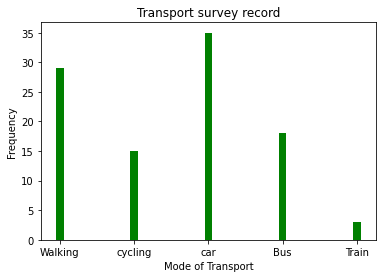 Transport survey record
Frequency
35
30
25
20
15
10
5
0
Walking cycling car Bus Train
Mode of Transport